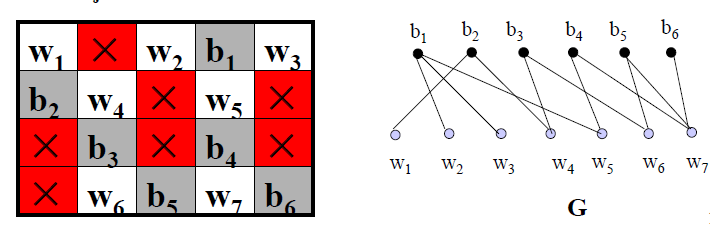 w₁ × w₂ b₁ w₃
b₂ w₄ × w₅ ×
× b₃ × b₄ ×
× w₆ b₅ w₇ b₆
b₁ b₂ b₃ b₄ b₅ b₆
w₁ w₂ w₃ w₄ w₅ w₆ w₇
G